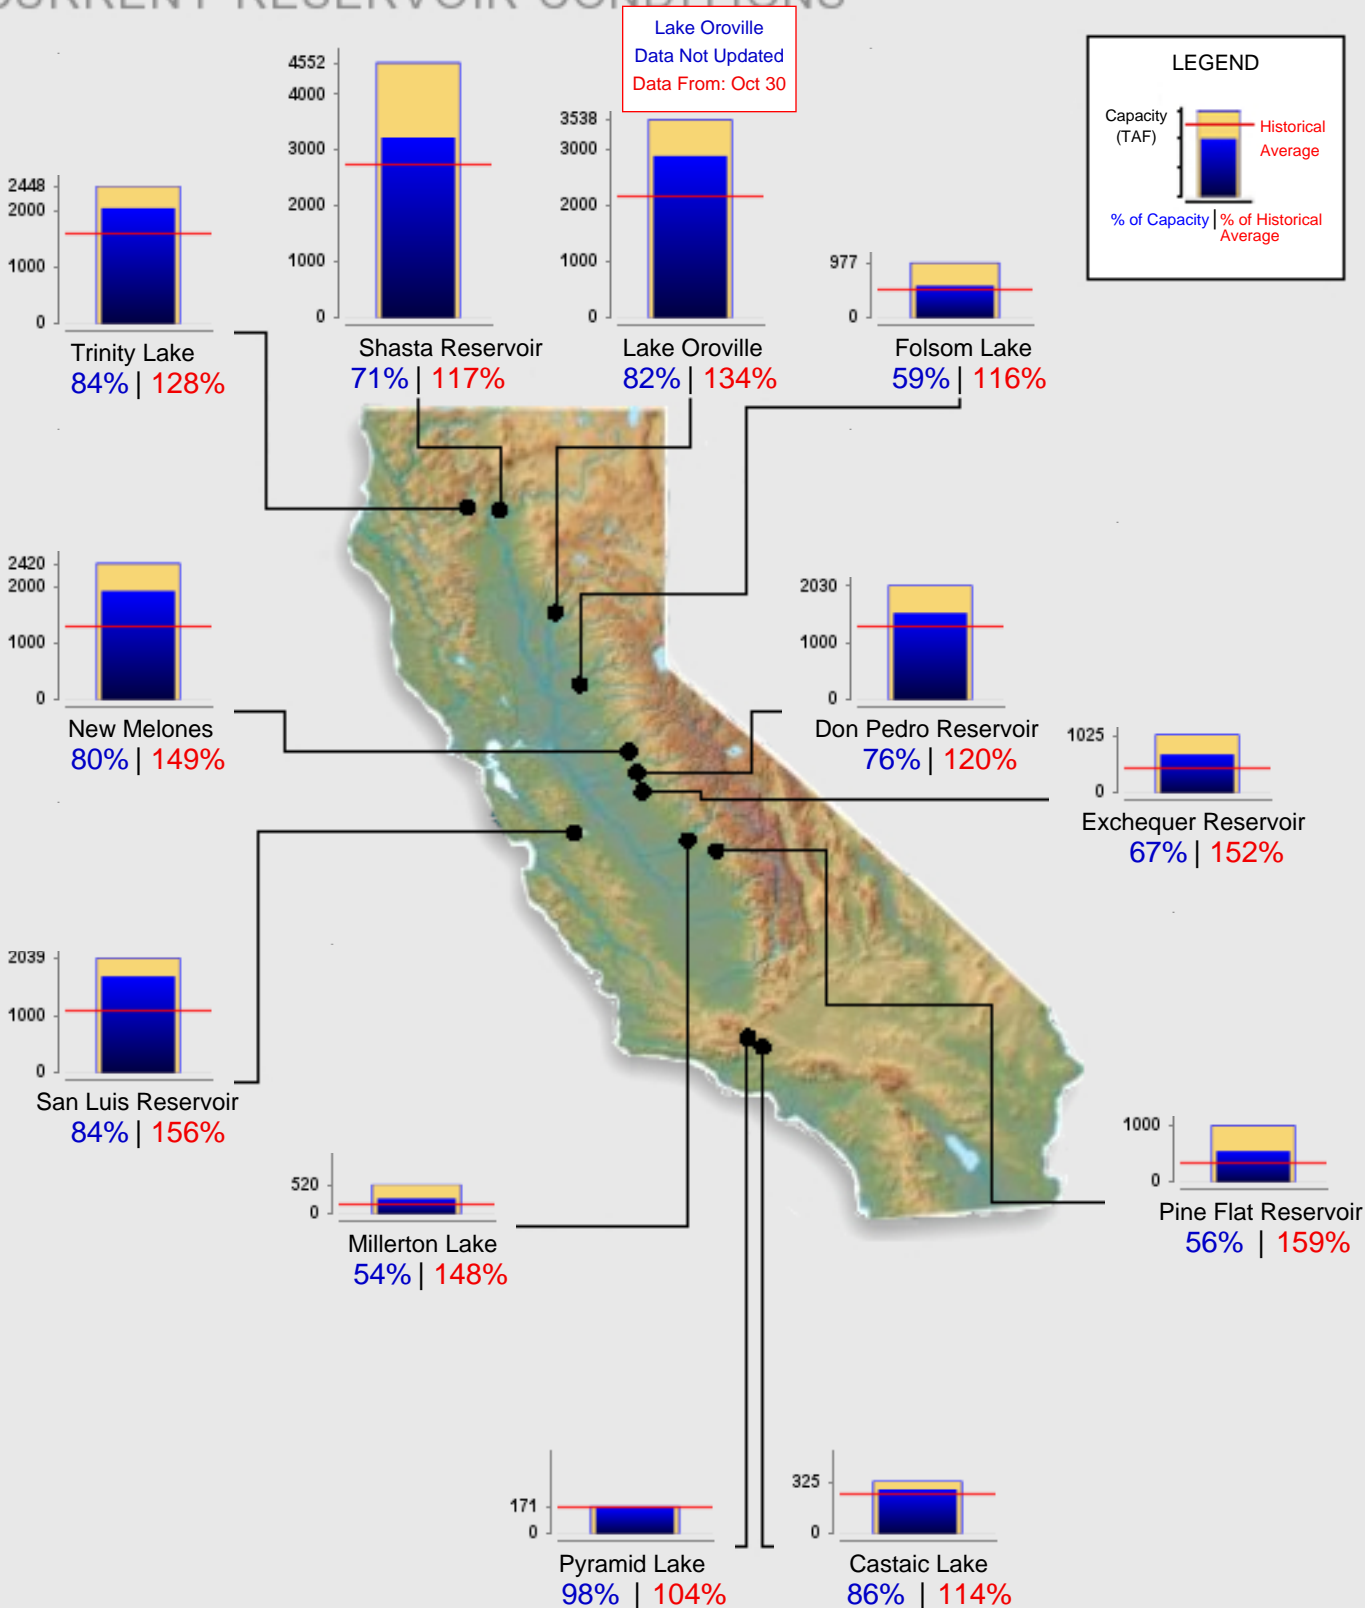 CURRENT RESERVOIR CONDITIONS
Lake Oroville
Data Not Updated
Data From: Oct 30
LEGEND
Capacity
(TAF)
Historical
Average
% of Capacity | % of Historical
Average
2448
2000
1000
0
Trinity Lake
84% | 128%
4552
4000
3000
2000
1000
0
Shasta Reservoir
71% | 117%
3538
3000
2000
1000
0
Lake Oroville
82% | 134%
977
0
Folsom Lake
59% | 116%
2420
2000
1000
0
New Melones
80% | 149%
2030
1000
0
Don Pedro Reservoir
76% | 120%
1025
0
Exchequer Reservoir
67% | 152%
2039
1000
0
San Luis Reservoir
84% | 156%
520
0
Millerton Lake
54% | 148%
1000
0
Pine Flat Reservoir
56% | 159%
171
0
Pyramid Lake
98% | 104%
325
0
Castaic Lake
86% | 114%